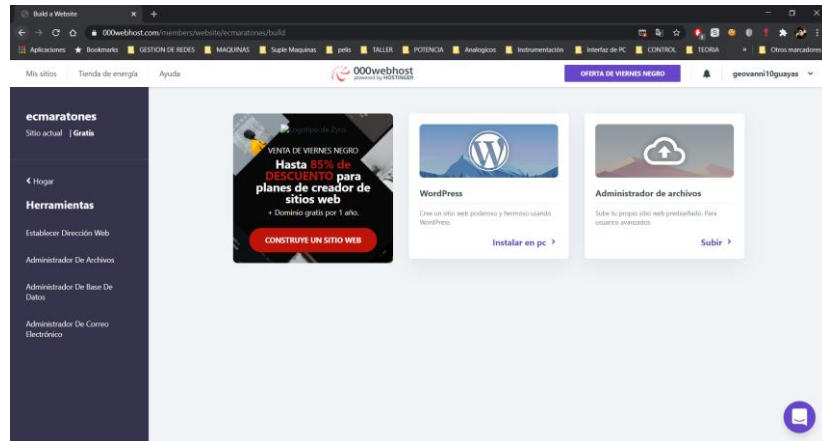 Build a Website
000webhost.com/members/website/ecmaratones/build
Aplicaciones Bookmarks GESTION DE REDES MAQUINAS Suple Maquinas pelis TALLER POTENCIA Analogicos Instrumentación Interfaz de PC CONTROL TEORIA » Otros marcadores
Mis sitios Tienda de energía Ayuda 000webhost OFERTA DE VIERNES NEGRO geovanni10guayas
powered by HOSTINGER
ecmaratones
Sitio actual | Gratis
Hogar
Herramientas
Establecer Dirección Web
Administrador De Archivos
Administrador De Base De
Datos
Administrador De Correo
Electrónico
Logotipo de Zyro
VENTA DE VIERNES NEGRO
Hasta 85% de
DESCUENTO para
planes de creador de
sitios web
+ Dominio gratis por 1 año.
CONSTRUYE UN SITIO WEB
WordPress
Cree un sitio web poderoso y hermoso usando
WordPress.
Instalar en pc
Administrador de archivos
Sube tu propio sitio web prediseñado. Para
usuarios avanzados.
Subir